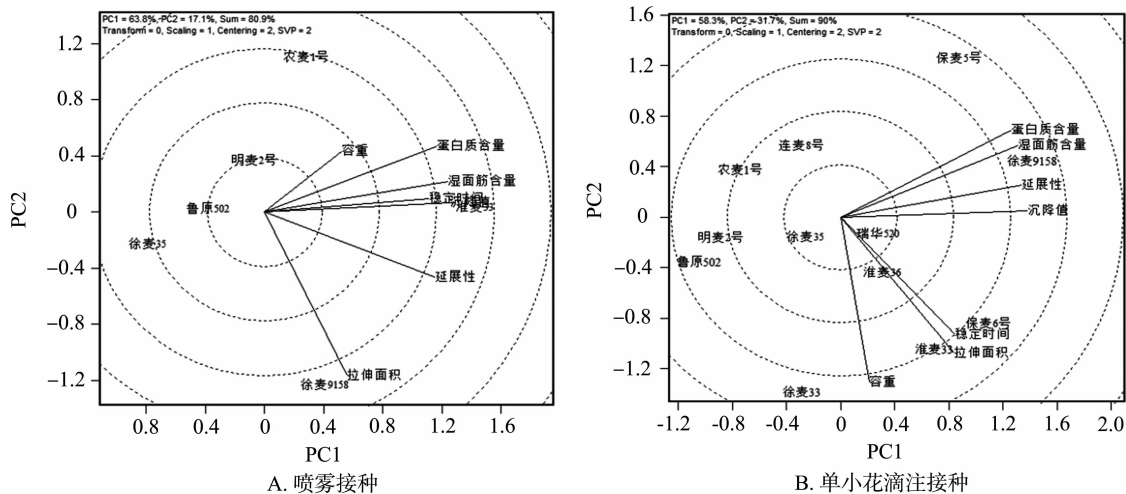 PC1 = 63.8%, PC2 = 17.1%, Sum = 80.9%
Transform = 0, Scaling = 1, Centering = 2, SVP = 2
PC2
1.2
0.8
0.4
0
−0.4
−0.8
−1.2
农麦1号
明麦2号
容重
蛋白质含量
湿面筋含量
稳定时间
鲁原502
徐麦35
延展性
拉伸面积
徐麦9158
0.8
0.4
0
0.4
0.8
1.2
1.6
PC1
A. 喷雾接种
PC1 = 58.3%, PC2 = 31.7%, Sum = 90%
Transform = 0, Scaling = 1, Centering = 2, SVP = 2
PC2
1.6
1.2
0.8
0.4
0
−0.4
−0.8
−1.2
保麦5号
蛋白质含量
连麦8号
湿面筋含量
徐麦9158
农麦1号
延展性
沉降值
明麦2号
徐麦35
瑞华520
鲁原502
淮麦36
保麦6号
稳定时间
淮麦33
拉伸面积
容重
徐麦33
-1.2
-0.8
-0.4
0
0.4
0.8
1.2
1.6
2.0
PC1
B. 单小花滴注接种